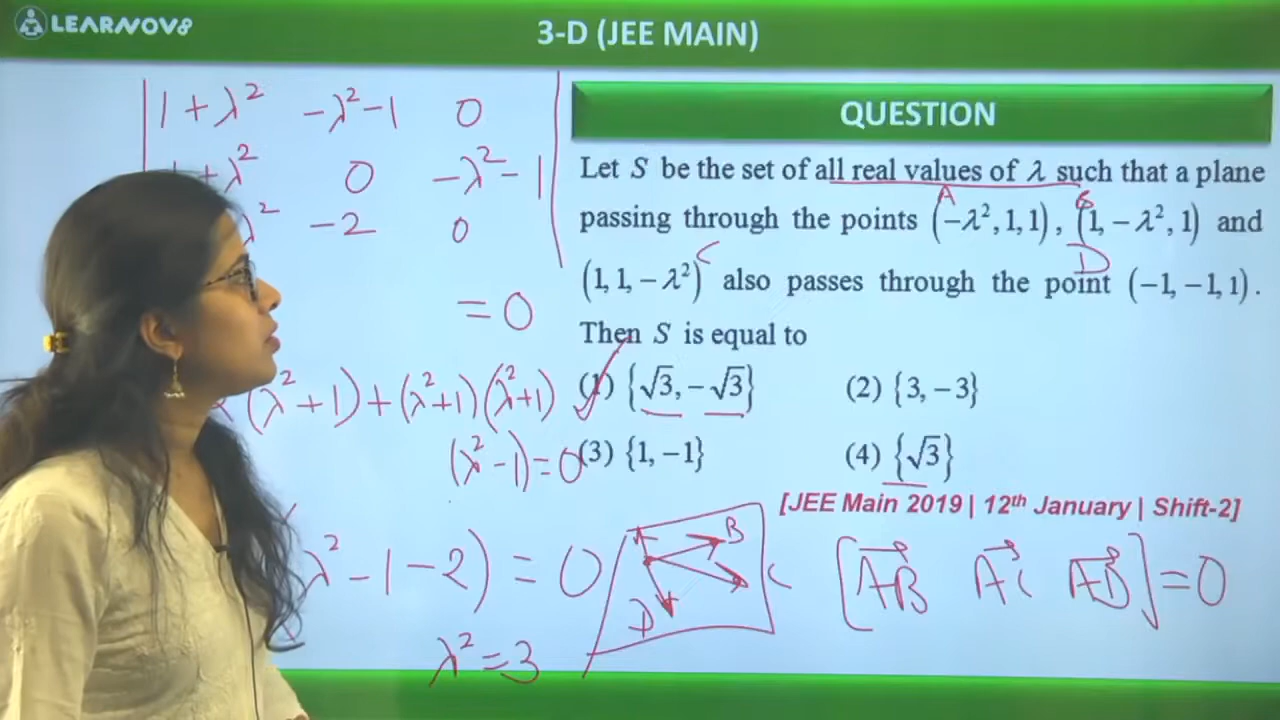 LEARNOV8
3-D (JEE MAIN)
QUESTION
Let S be the set of all real values of λ such that a plane
passing through the points (−λ², 1, 1), (1, −λ², 1) and
(1, 1, −λ²) also passes through the point (−1, −1, 1).
Then S is equal to
(1) {√3, −√3}
(2) {3, −3}
(3) {1, −1}
(4) {√3}
[JEE Main 2019 | 12th January | Shift-2]
A
B
C
D
1+λ² −λ²−1 0
+λ² 0 −λ²−1
λ² −2 0
=0
(λ²+1)+(λ²+1)(λ²+1)
(λ²−1)=0
λ²−1−2)=0
λ²=3
A
B
C
D
[AB AC AD]=0